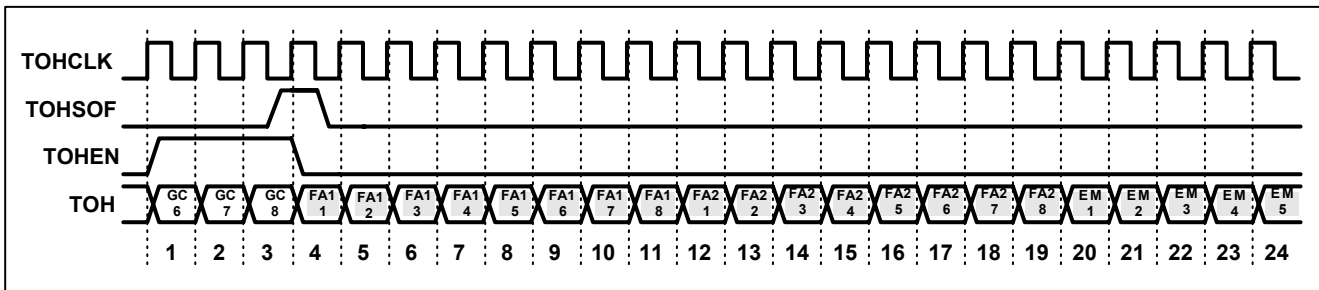 TOHCLK
TOHSOF
TOHEN
TOH
GC 6 GC 7 GC 8 FA1 1 FA1 2 FA1 3 FA1 4 FA1 5 FA1 6 FA1 7 FA1 8 FA2 1 FA2 2 FA2 3 FA2 4 FA2 5 FA2 6 FA2 7 FA2 8 EM 1 EM 2 EM 3 EM 4 EM 5
1 2 3 4 5 6 7 8 9 10 11 12 13 14 15 16 17 18 19 20 21 22 23 24